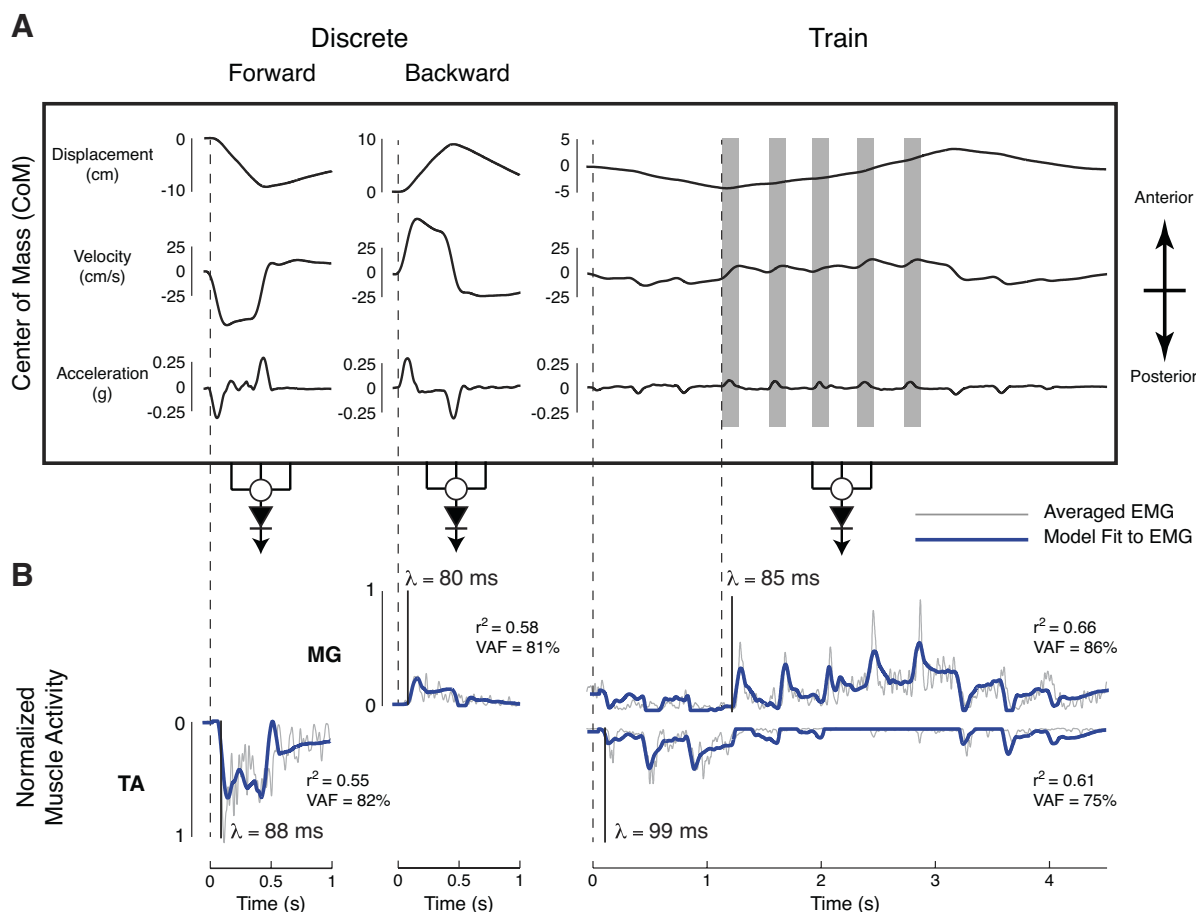 A
Discrete
Train
Forward
Backward
Center of Mass (CoM)
Displacement
(cm)
0
-10
10
0
5
0
-5
Velocity
(cm/s)
25
0
-25
25
0
-25
25
0
-25
Acceleration
(g)
0.25
0
-0.25
0.25
0
-0.25
0.25
0
-0.25
Anterior
Posterior
Averaged EMG
Model Fit to EMG
B
Normalized
Muscle Activity
MG
1
0
λ = 80 ms
r² = 0.58
VAF = 81%
λ = 85 ms
r² = 0.66
VAF = 86%
TA
0
1
r² = 0.55
VAF = 82%
λ = 88 ms
r² = 0.61
VAF = 75%
λ = 99 ms
0 0.5 1
0 0.5 1
0 1 2 3 4
Time (s)
Time (s)
Time (s)